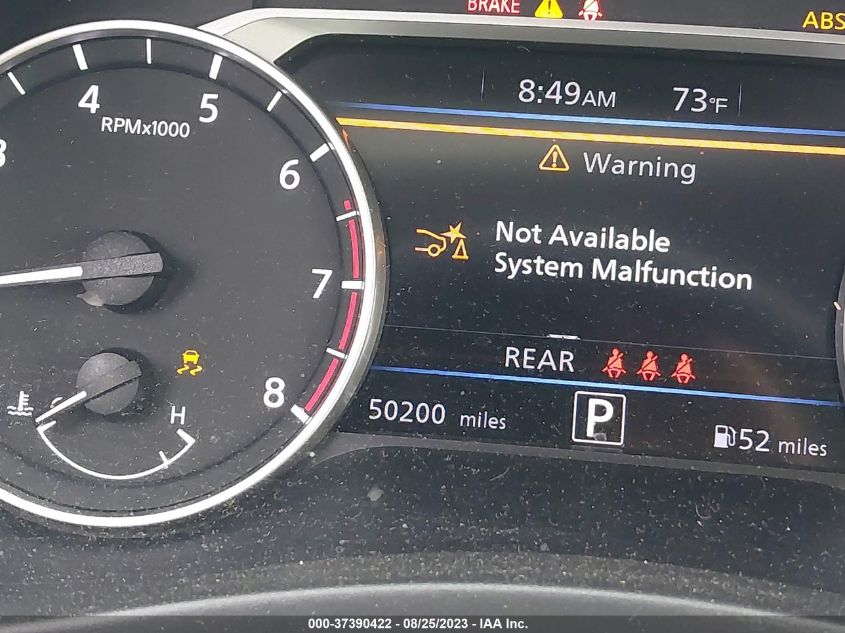 BRAKE
ABS
8:49AM 73°F
4
5
RPMx1000
Warning
6
Not Available
System Malfunction
7
REAR
8
H
50200 miles
P
52 miles
000-37390422 - 08/25/2023 - IAA Inc.